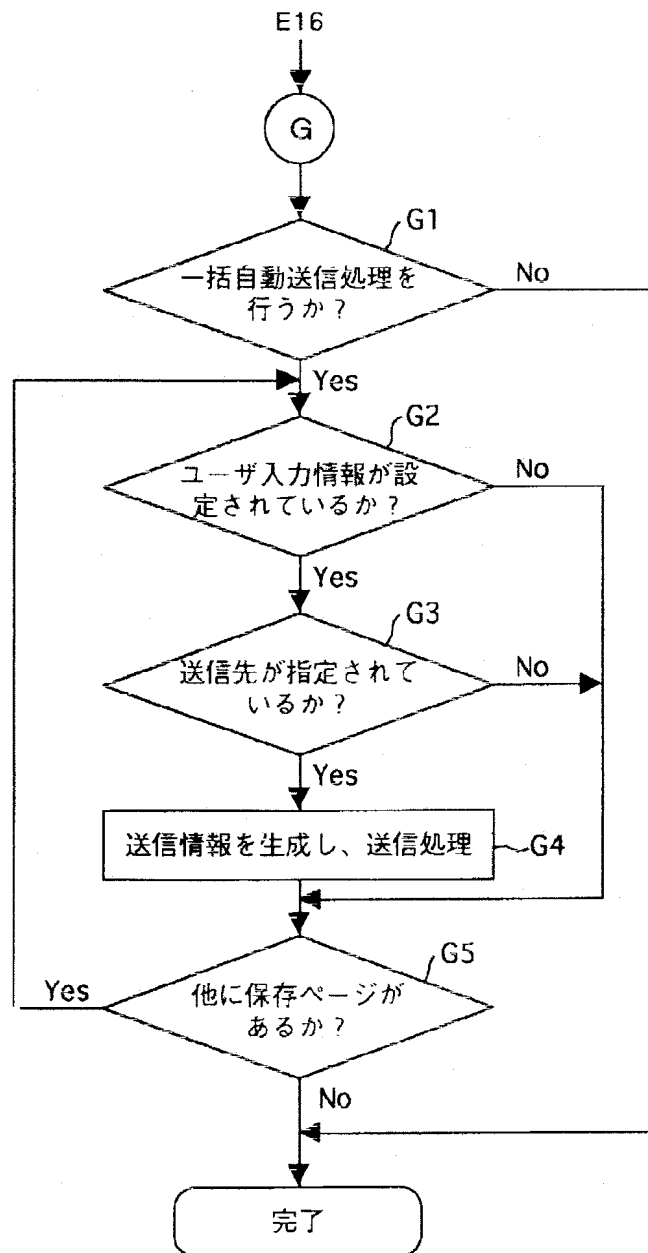 E16
G
G1
一括自動送信処理を
行うか？
No
Yes
G2
ユーザ入力情報が設
定されているか？
No
Yes
G3
送信先が指定されて
いるか？
No
Yes
送信情報を生成し、送信処理
G4
G5
Yes
他に保存ページが
あるか？
No
完了